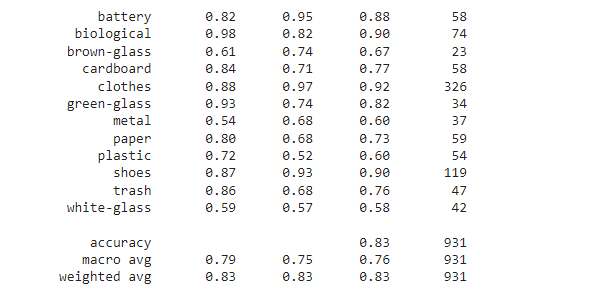 battery 0.82 0.95 0.88 58
biological 0.98 0.82 0.90 74
brown-glass 0.61 0.74 0.67 23
cardboard 0.84 0.71 0.77 58
clothes 0.88 0.97 0.92 326
green-glass 0.93 0.74 0.82 34
metal 0.54 0.68 0.60 37
paper 0.80 0.68 0.73 59
plastic 0.72 0.52 0.60 54
shoes 0.87 0.93 0.90 119
trash 0.86 0.68 0.76 47
white-glass 0.59 0.57 0.58 42
accuracy 0.83 931
macro avg 0.79 0.75 0.76 931
weighted avg 0.83 0.83 0.83 931